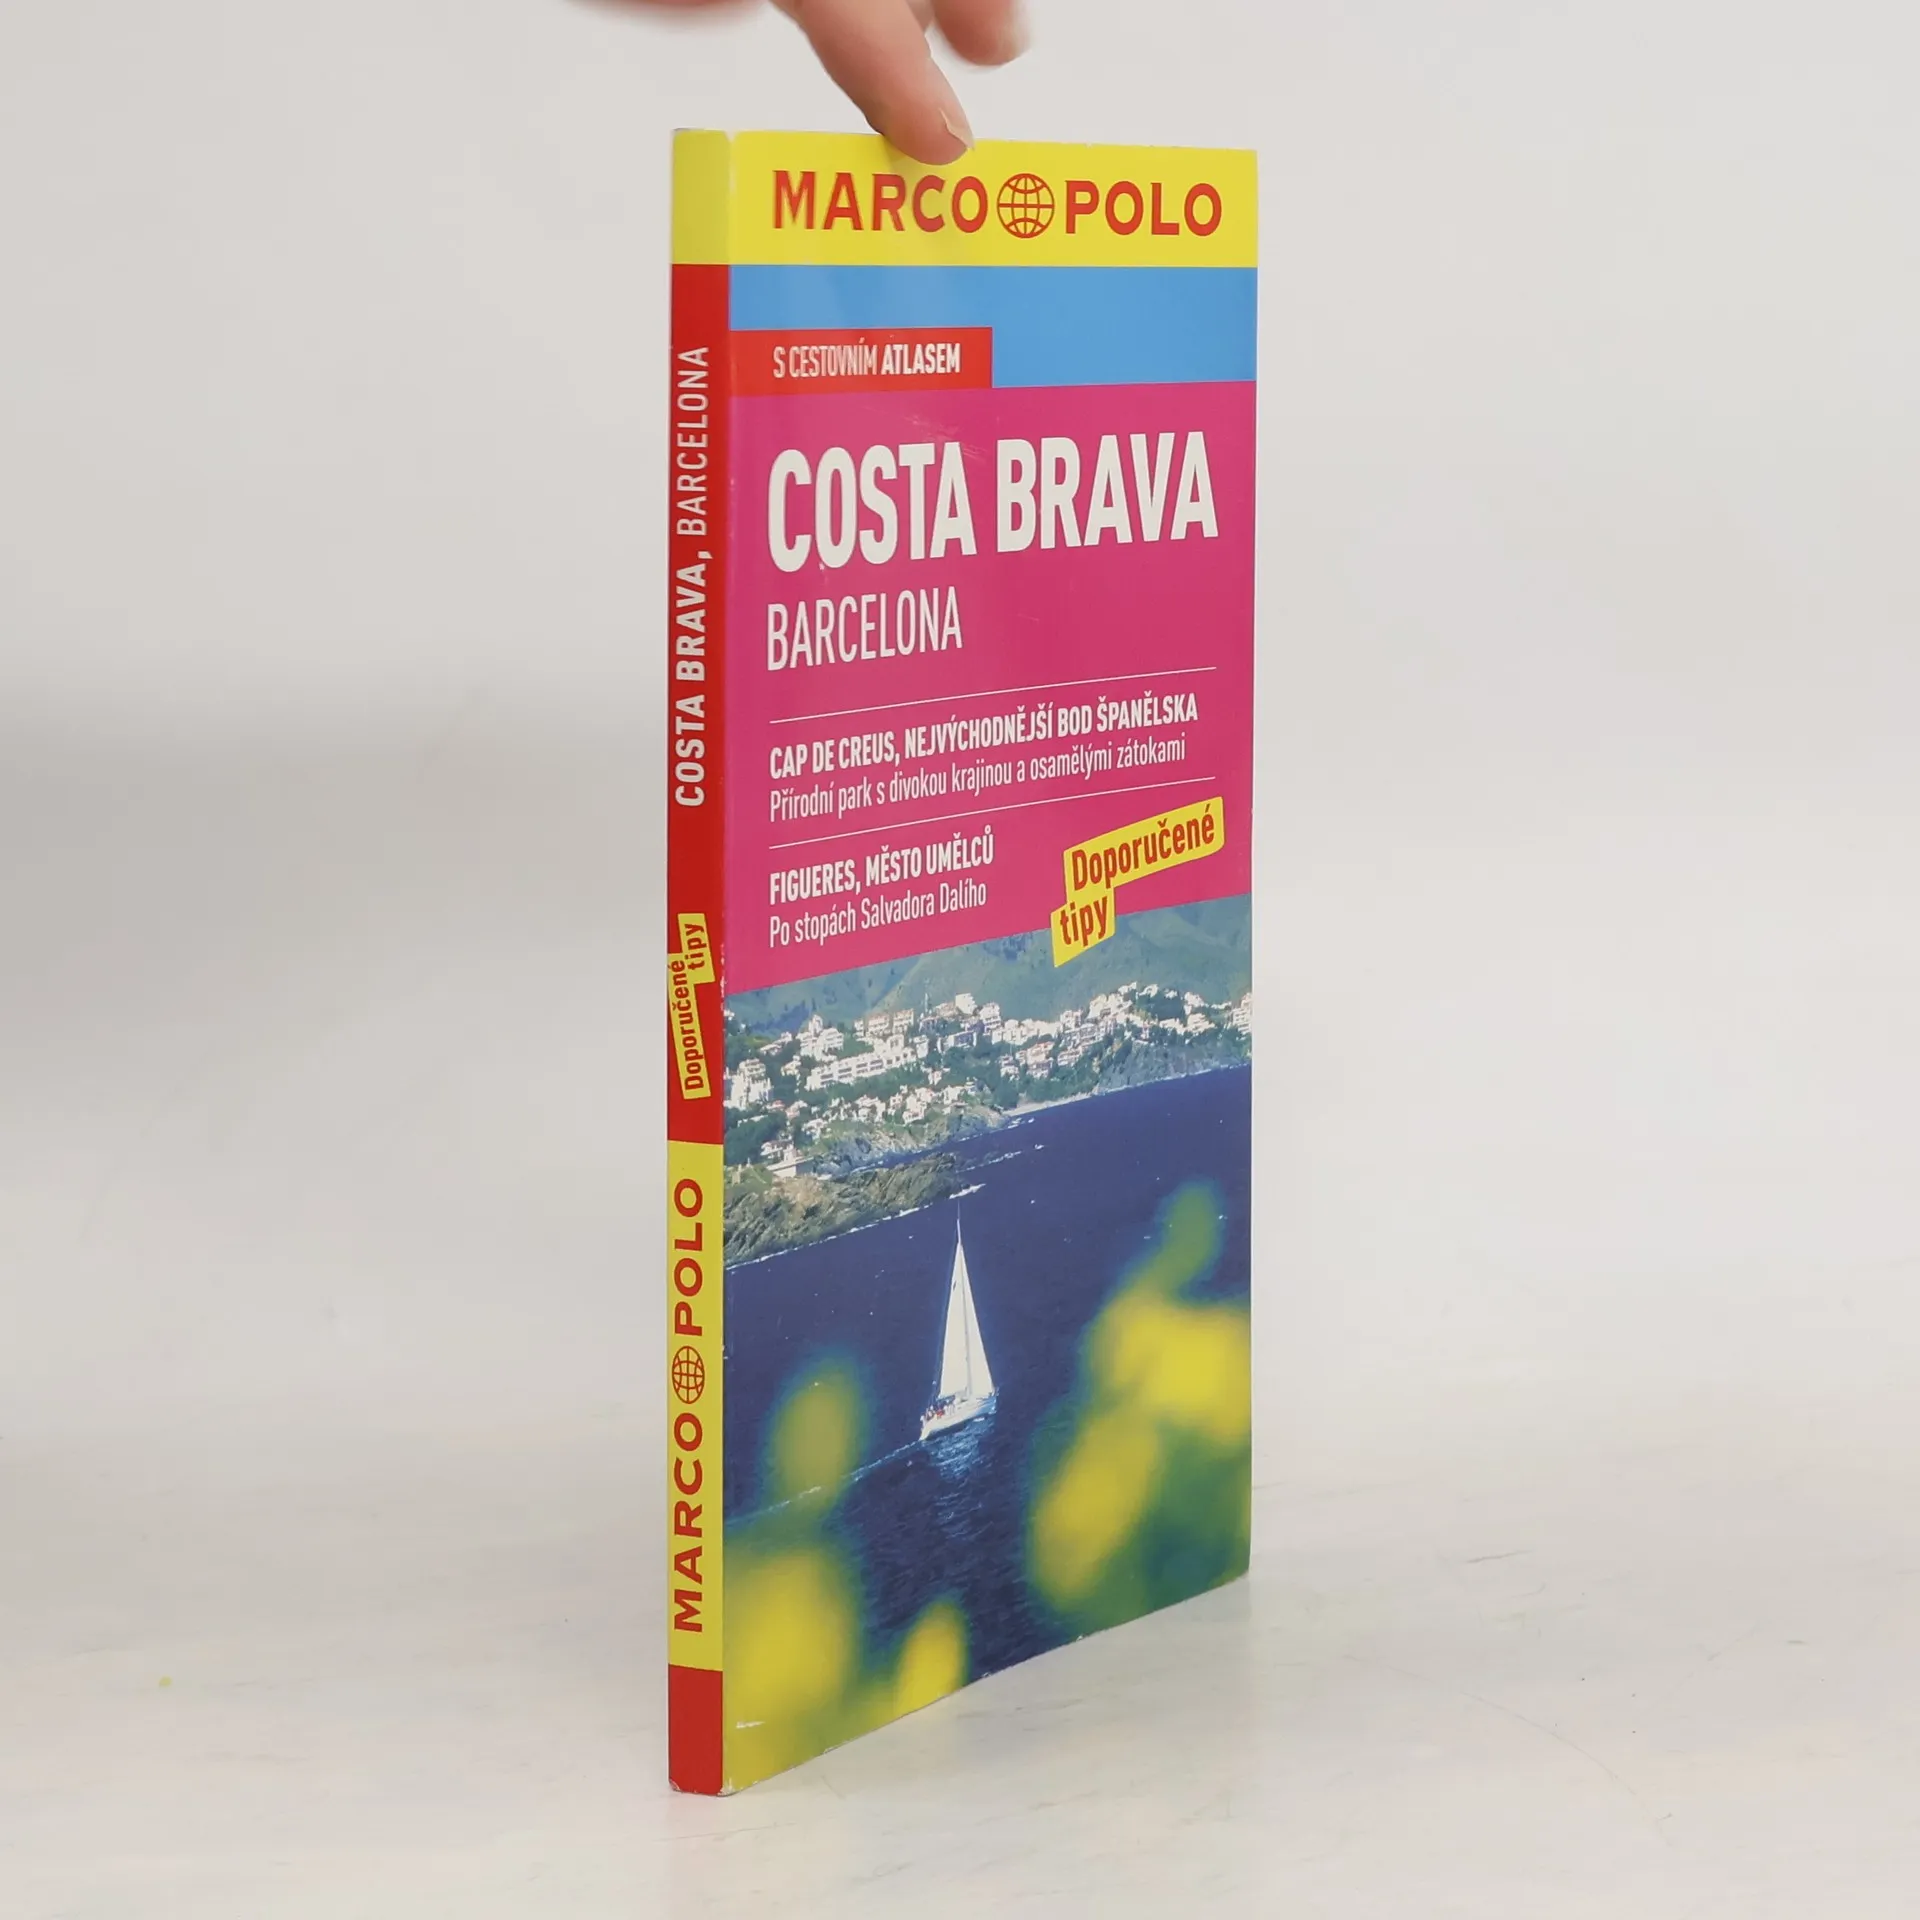 MARCO POLO
S CESTOVNÍM ATLASEM
COSTA BRAVA
BARCELONA
CAP DE CREUS, NEJVÝCHODNĚJŠÍ BOD ŠPANĚLSKA
Přírodní park s divokou krajinou a osamělými zátokami
FIGUERES, MĚSTO UMĚLCŮ
Po stopách Salvadora Dalího
Doporučené
tipy
COSTA BRAVA, BARCELONA
Doporučené
tipy
MARCO POLO